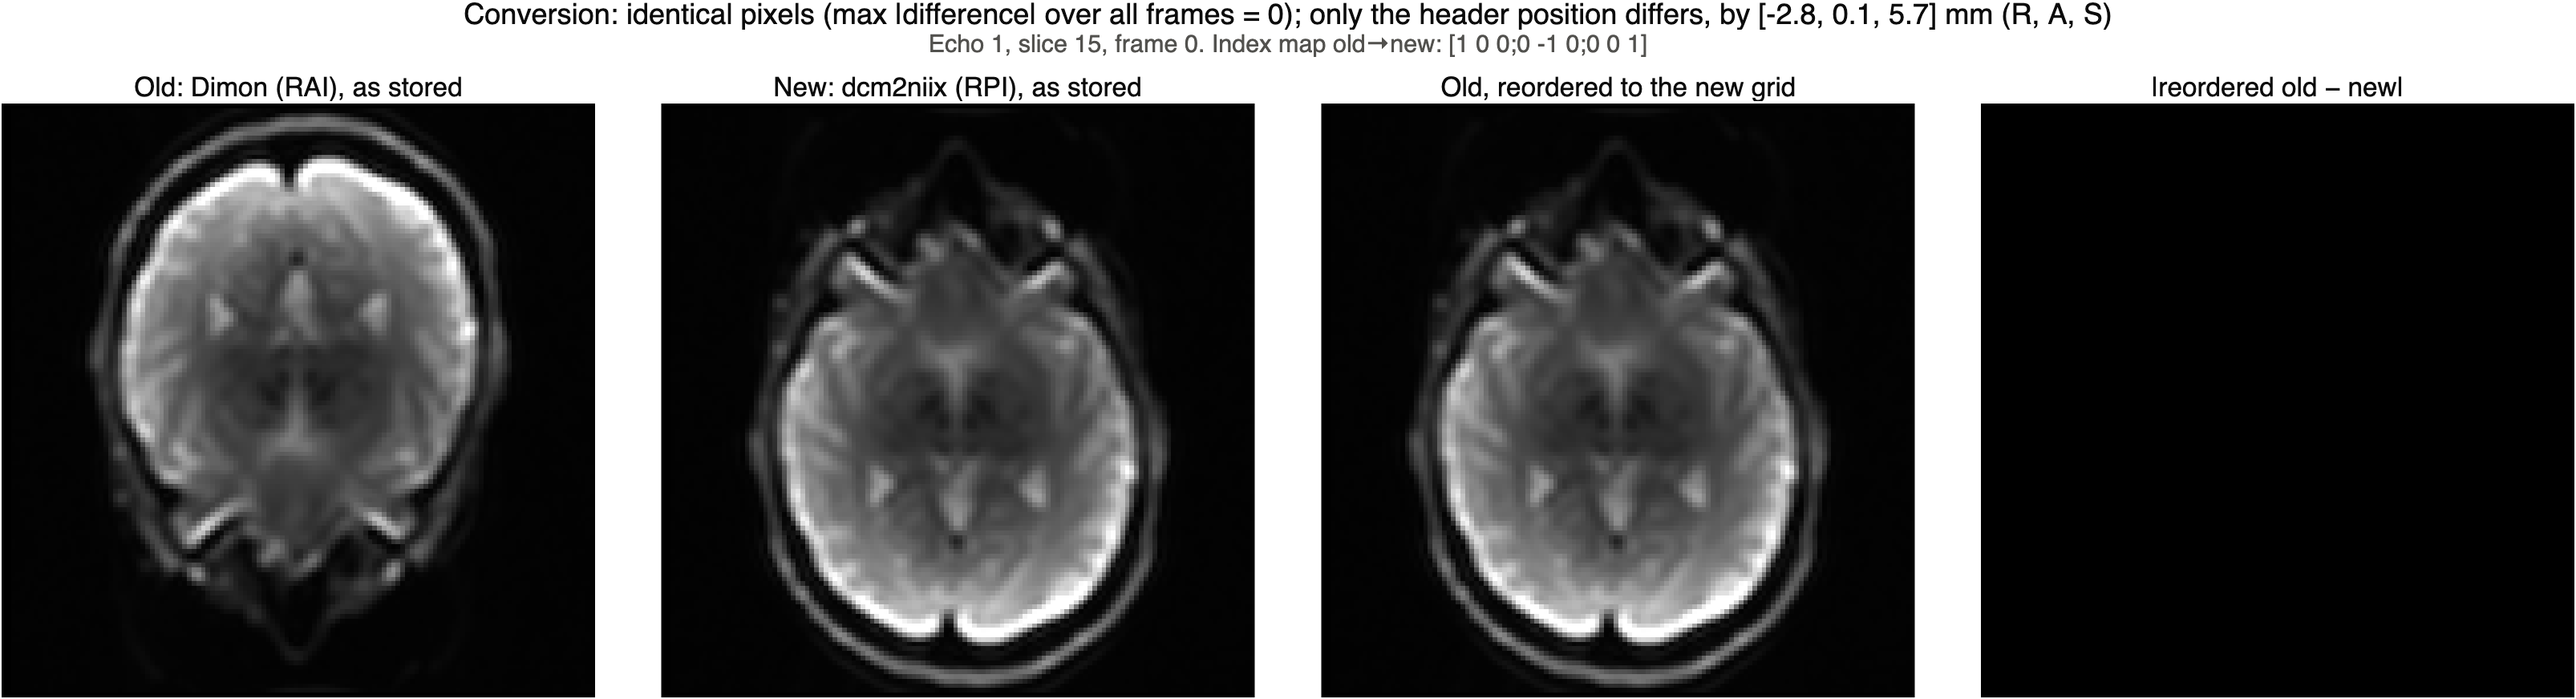 Conversion: identical pixels (max |difference| over all frames = 0); only the header position differs, by [-2.8, 0.1, 5.7] mm (R, A, S)
Echo 1, slice 15, frame 0. Index map old→new: [1 0 0;0 -1 0;0 0 1]
Old: Dimon (RAI), as stored
New: dcm2niix (RPI), as stored
Old, reordered to the new grid
|reordered old – new|